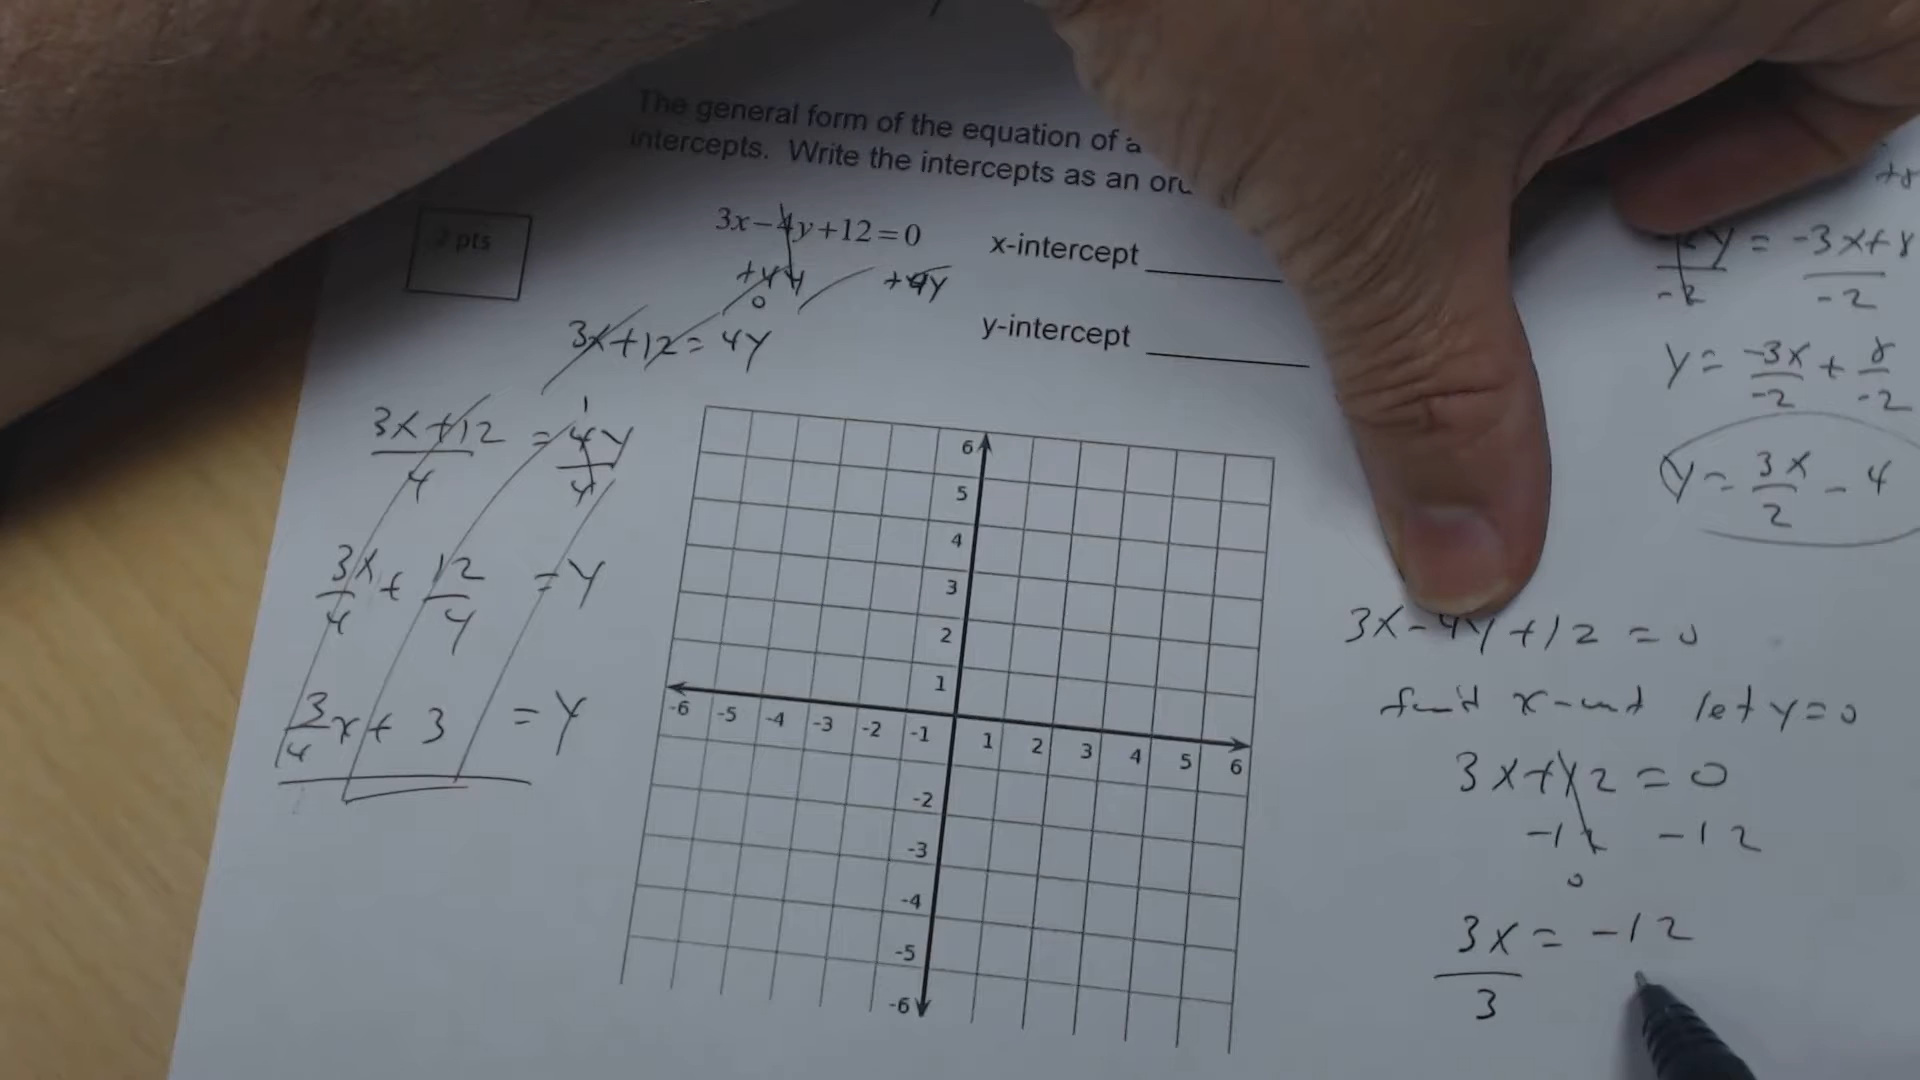 The general form of the equation of a
intercepts. Write the intercepts as an
2 pts
3x−4y+12=0
+4y +4y
0
3x+12=4y
x-intercept
y-intercept
3x+12 = 4y
4 4
1
3x + 12 = y
4 4
3 x + 3 = y
4
6
5
4
3
2
1
-6 -5 -4 -3 -2 -1 1 2 3 4 5 6
-2
-3
-4
-5
-6
y = -3x+8
-2 -2
y = -3x + 8
-2 -2
y = 3x - 4
2
3x-4y+12 = 0
find x-int let y=0
3x+12 = 0
-12 -12
0
3x = -12
3